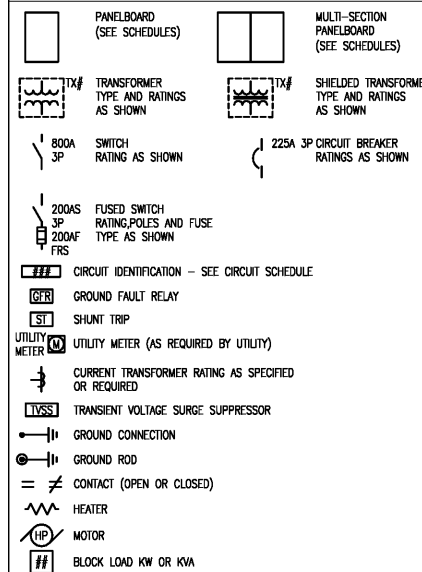 PANELBOARD
(SEE SCHEDULES)
MULTI-SECTION
PANELBOARD
(SEE SCHEDULES)
TX# TRANSFORMER
TYPE AND RATINGS
AS SHOWN
TX# SHIELDED TRANSFORME
TYPE AND RATINGS
AS SHOWN
800A SWITCH
3P RATING AS SHOWN
225A 3P CIRCUIT BREAKER
RATINGS AS SHOWN
200AS FUSED SWITCH
3P RATING,POLES AND FUSE
200AF TYPE AS SHOWN
FRS
### CIRCUIT IDENTIFICATION – SEE CIRCUIT SCHEDULE
GFR GROUND FAULT RELAY
ST SHUNT TRIP
UTILITY METER M UTILITY METER (AS REQUIRED BY UTILITY)
CURRENT TRANSFORMER RATING AS SPECIFIED
OR REQUIRED
TVSS TRANSIENT VOLTAGE SURGE SUPPRESSOR
GROUND CONNECTION
GROUND ROD
CONTACT (OPEN OR CLOSED)
HEATER
HP MOTOR
## BLOCK LOAD KW OR KVA